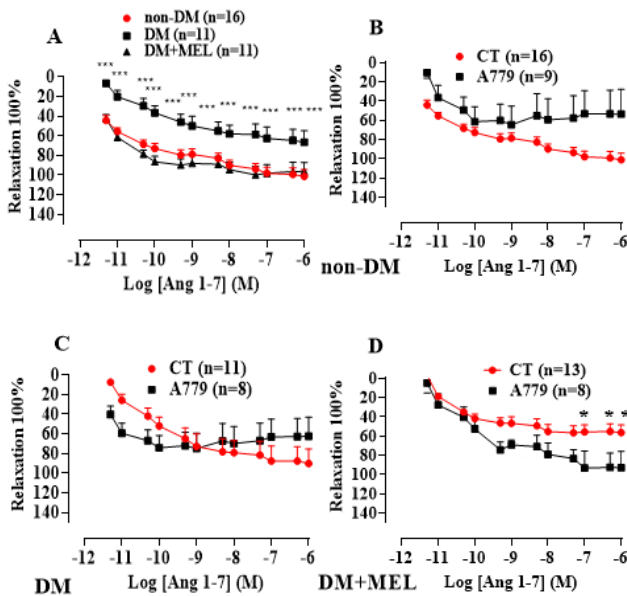 A
non-DM (n=16)
DM (n=11)
DM+MEL (n=11)
*** *** *** *** *** *** *** *** *** *** *** ***
Relaxation 100%
0
20
40
60
80
100
120
140
-12 -11 -10 -9 -8 -7 -6
Log [Ang 1-7] (M)
B
CT (n=16)
A779 (n=9)
Relaxation 100%
0
20
40
60
80
100
120
140
-12 -11 -10 -9 -8 -7 -6
non-DM
Log [Ang 1-7] (M)
C
CT (n=11)
A779 (n=8)
Relaxation 100%
0
20
40
60
80
100
120
140
-12 -11 -10 -9 -8 -7 -6
DM
Log [Ang 1-7] (M)
D
CT (n=13)
A779 (n=8)
* * *
Relaxation 100%
0
20
40
60
80
100
120
140
-12 -11 -10 -9 -8 -7 -6
DM+MEL
Log [Ang 1-7] (M)